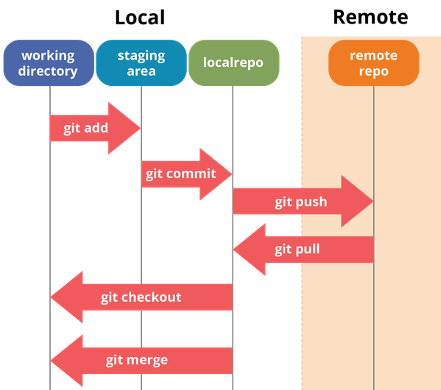 Local
Remote
working
directory
staging
area
localrepo
remote
repo
git add
git commit
git push
git pull
git checkout
git merge